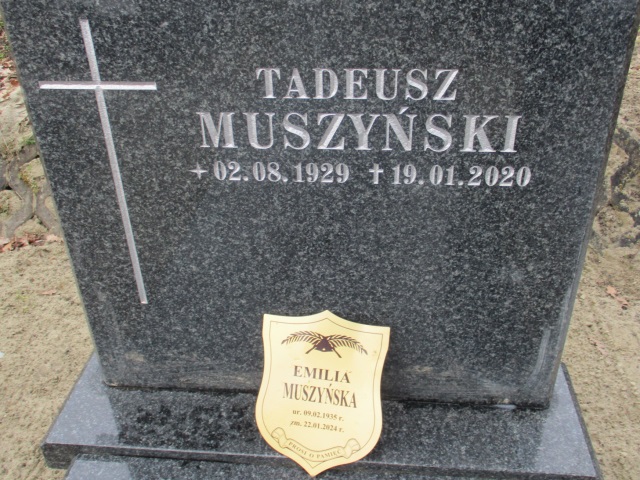 TADEUSZ
MUSZYŃSKI
+ 02.08.1929 † 19.01.2020
EMILIA
MUSZYŃSKA
ur. 09.02.1935 r.
zm. 22.01.2024 r.
PROSI O PAMIĘĆ